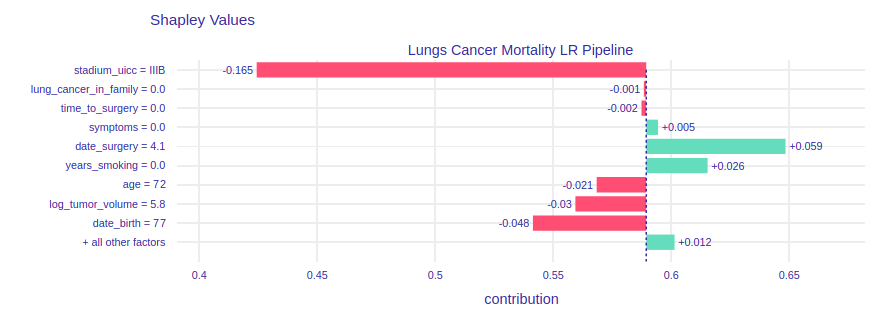 Shapley Values
Lungs Cancer Mortality LR Pipeline
stadium_uicc = IIIB
-0.165
lung_cancer_in_family = 0.0
-0.001
time_to_surgery = 0.0
-0.002
symptoms = 0.0
+0.005
date_surgery = 4.1
+0.059
years_smoking = 0.0
+0.026
age = 72
-0.021
log_tumor_volume = 5.8
-0.03
date_birth = 77
-0.048
+ all other factors
+0.012
0.4 0.45 0.5 0.55 0.6 0.65
contribution